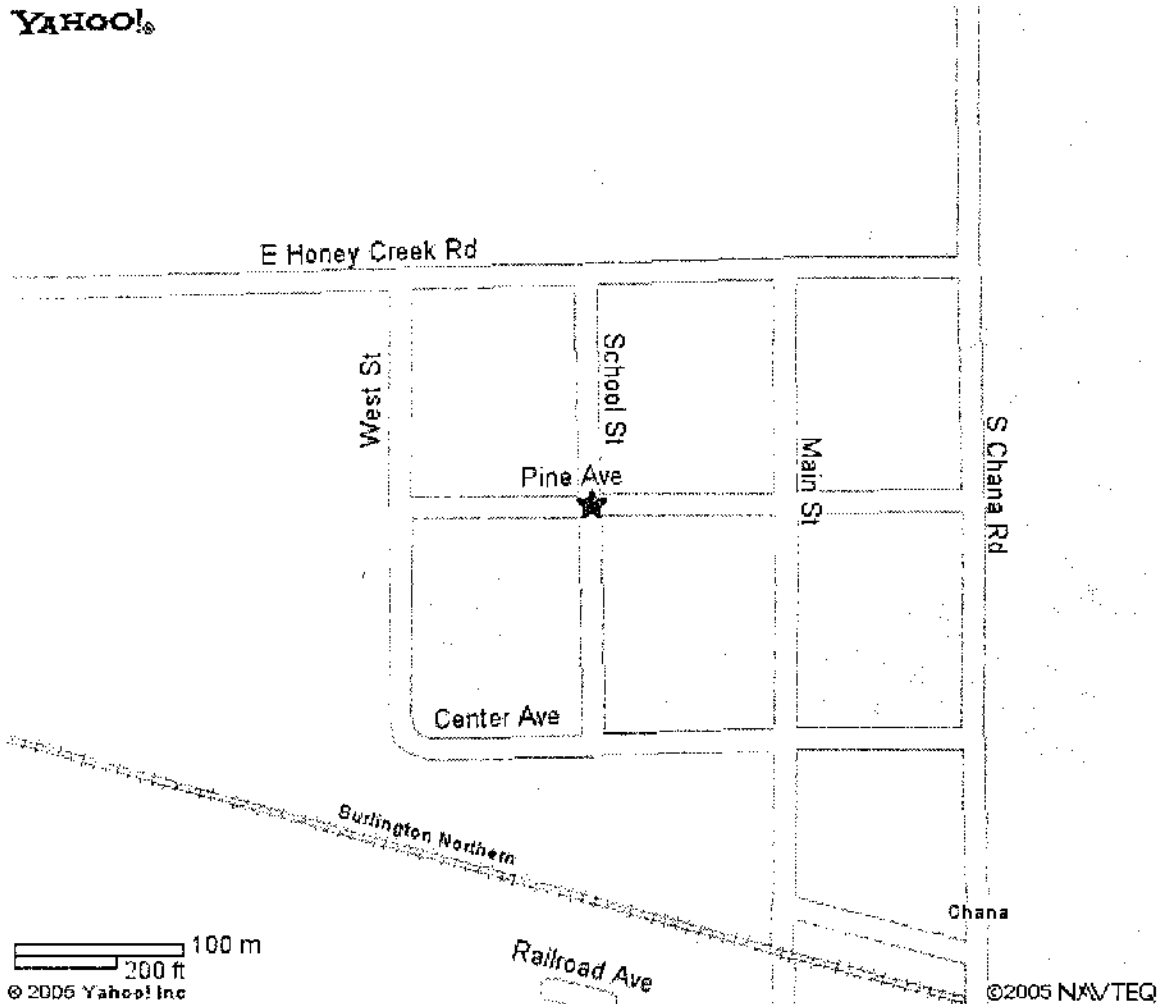 YAHOO!®
E Honey Creek Rd
West St
School St
Main St
S Chana Rd
Pine Ave
Center Ave
Burlington Northern
Chana
Railroad Ave
100 m
200 ft
© 2005 Yahoo! Inc
©2005 NAVTEQ